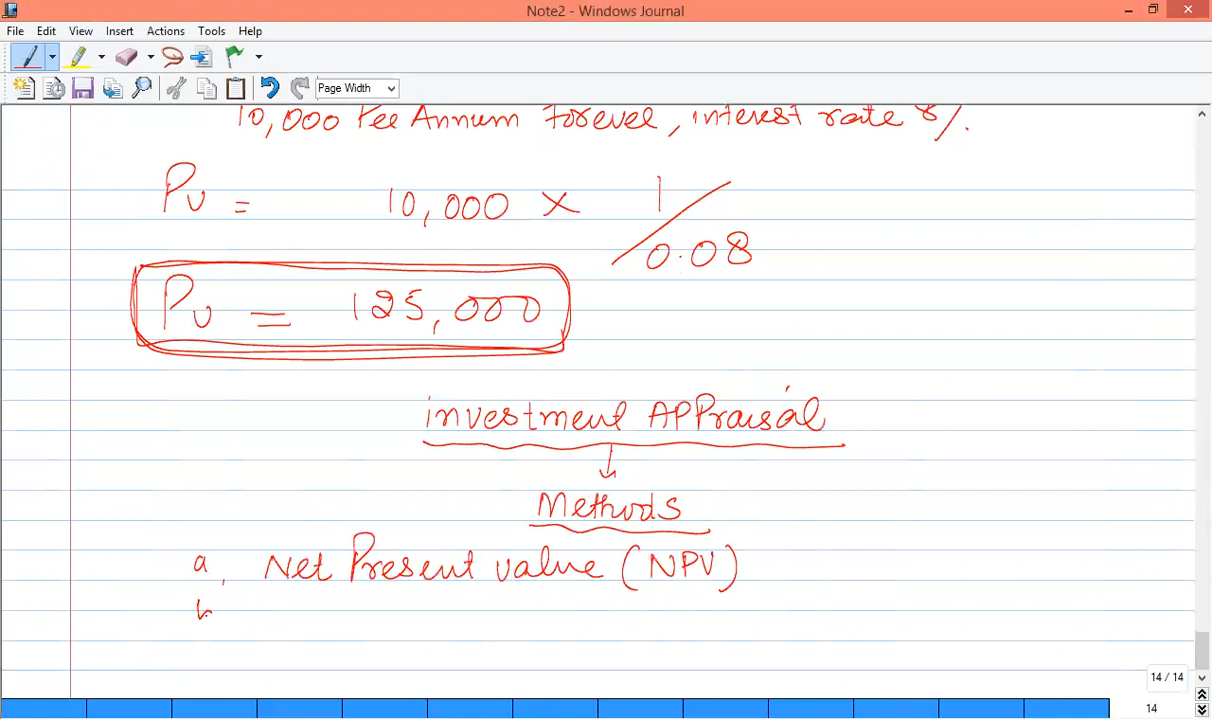 Note2 - Windows Journal
File Edit View Insert Actions Tools Help
Page Width
10,000 Per Annum Forever, interest rate 8%.
PV = 10,000 × 1/0.08
PV = 125,000
investment APPraisal
Methods
a, Net Present value (NPV)
b
14 / 14
14